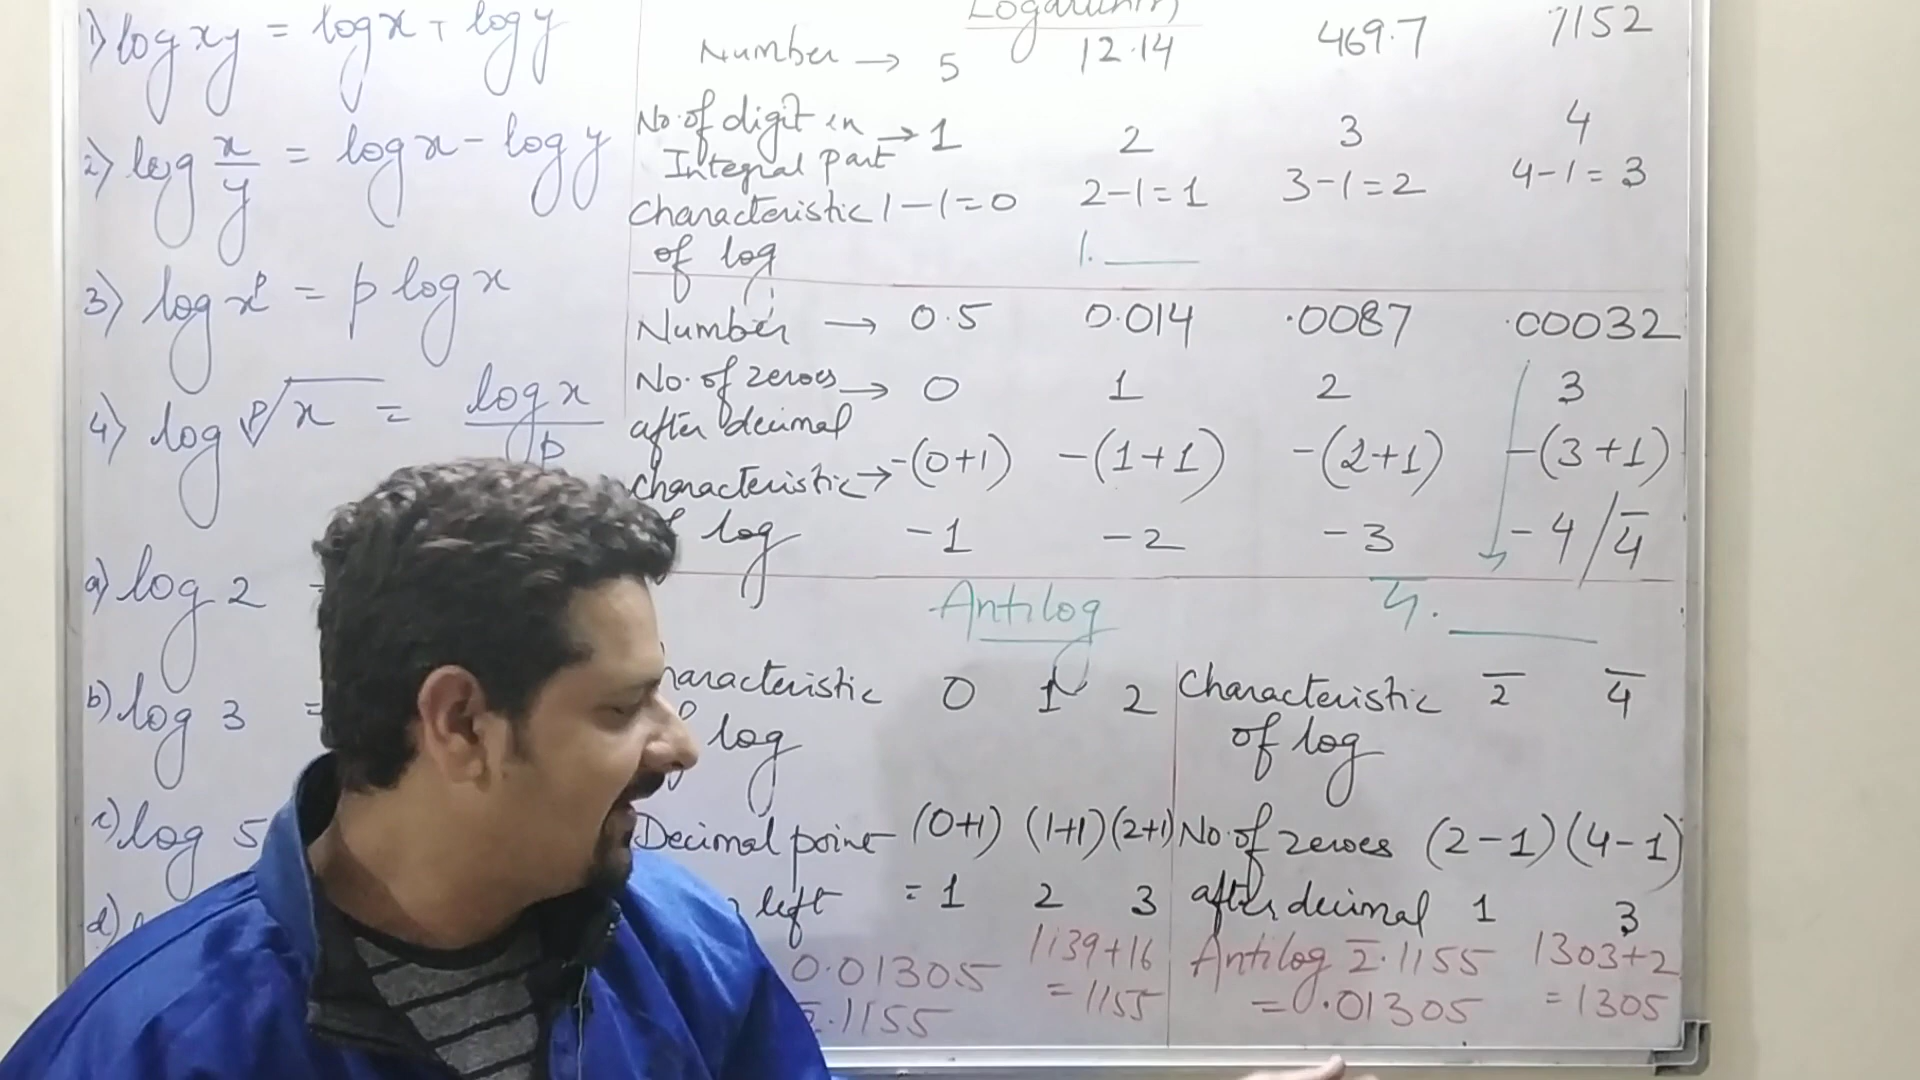 1) log xy = log x + log y
2) log x/y = log x - log y
3) log x^p = p log x
4) log p√x = log x / p
a) log 2
b) log 3 =
c) log 5
d)
Logarithm
Number → 5 12.14 469.7 7152
No. of digit in → 1 2 3 4
Integral part
Characteristic 1-1=0 2-1=1 3-1=2 4-1=3
of log 1.
Number → 0.5 0.014 .0087 .00032
No. of zeroes → 0 1 2 3
after decimal
Characteristic → -(0+1) -(1+1) -(2+1) -(3+1)
log -1 -2 -3 -4/4̅
Antilog 4.
haracteristic 0 1 2
log
Decimal point (0+1) (1+1) (2+1)
left = 1 2 3
0.01305 1139+16
2̅.1155 = 1155
Characteristic 2̅ 4̅
of log
No. of zeroes (2-1) (4-1)
after decimal 1 3
Antilog 2̅.1155 1303+2
= 0.01305 = 1305